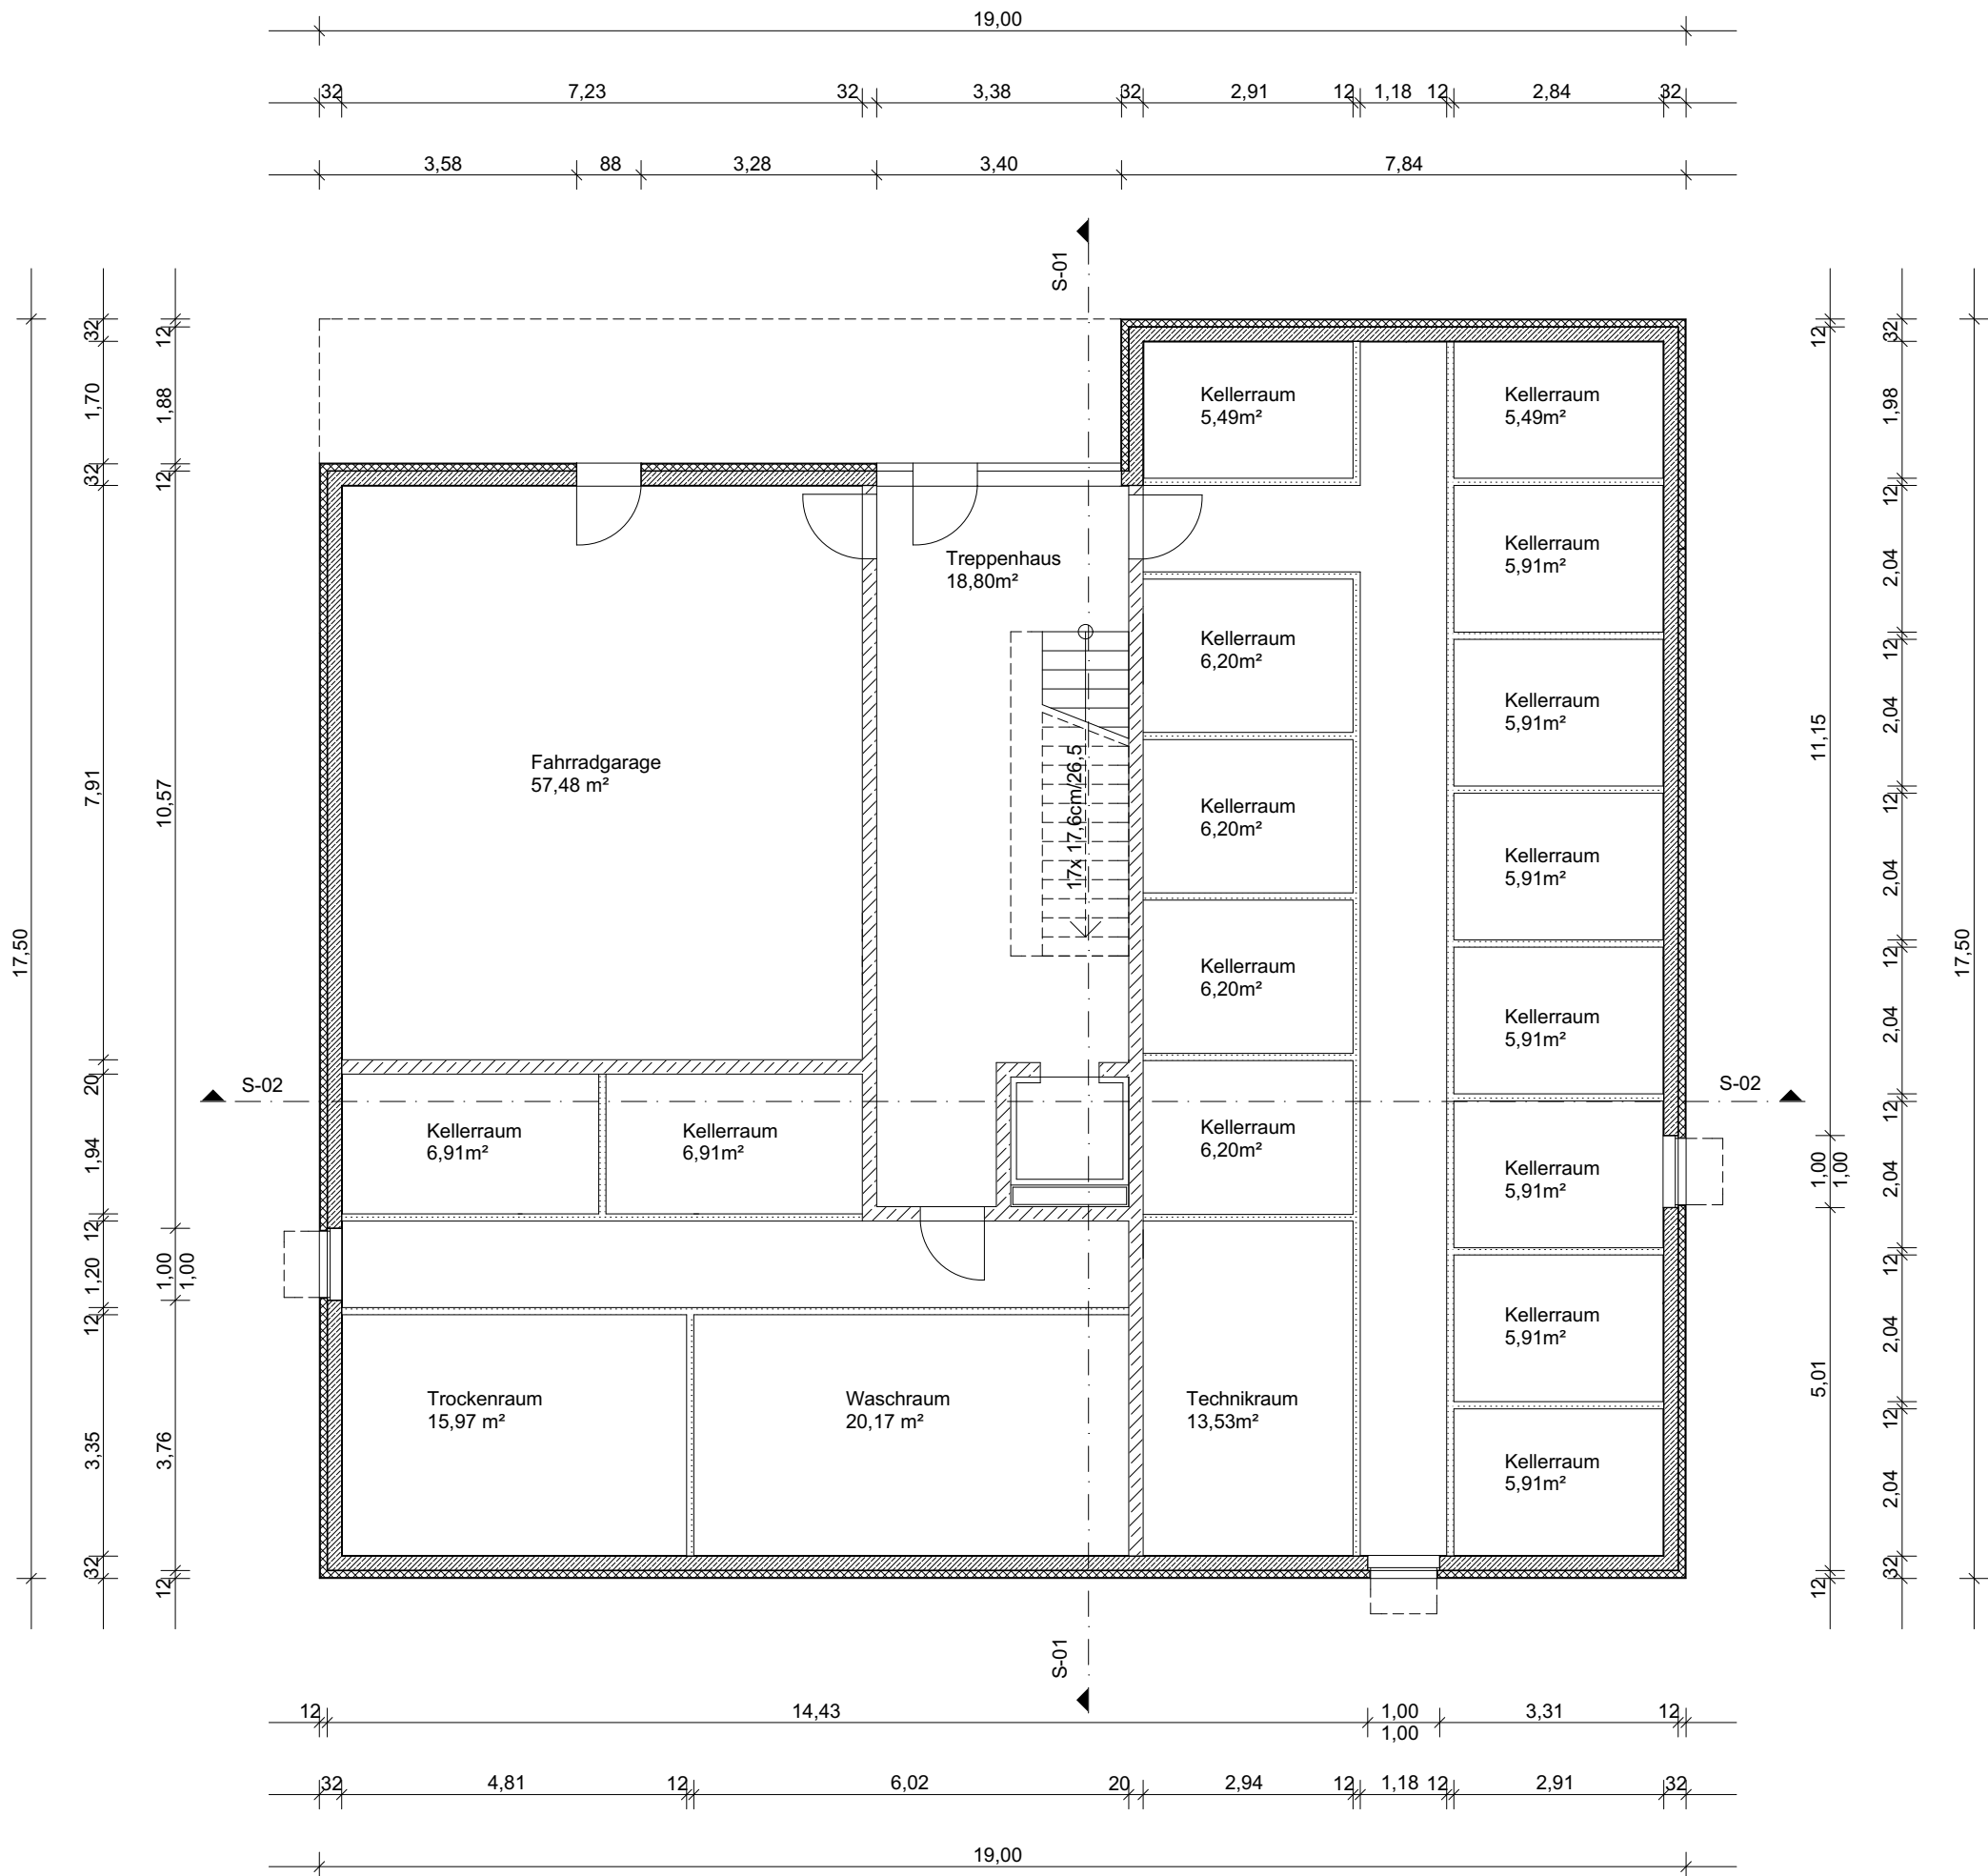 19,00
32 7,23 32 3,38 32 2,91 12 1,18 12 2,84 32
3,58 88 3,28 3,40 7,84
S-01
17,50
32
1,70
32
7,91
20
1,94
12
1,20
12
3,35
32
12
1,88
12
10,57
1,00
1,00
3,76
12
Kellerraum
5,49m²
Kellerraum
5,49m²
Kellerraum
5,91m²
Treppenhaus
18,80m²
Kellerraum
6,20m²
Kellerraum
5,91m²
Fahrradgarage
57,48 m²
17x 17,6cm/26,5
Kellerraum
6,20m²
Kellerraum
5,91m²
Kellerraum
6,20m²
Kellerraum
5,91m²
S-02
S-02
Kellerraum
6,91m²
Kellerraum
6,91m²
Kellerraum
6,20m²
Kellerraum
5,91m²
Kellerraum
5,91m²
Trockenraum
15,97 m²
Waschraum
20,17 m²
Technikraum
13,53m²
Kellerraum
5,91m²
12
11,15
1,00
1,00
5,01
12
32
1,98
12
2,04
12
2,04
12
2,04
12
2,04
12
2,04
12
2,04
12
2,04
32
17,50
S-01
12 14,43 1,00 3,31 12
1,00
32 4,81 12 6,02 20 2,94 12 1,18 12 2,91 32
19,00